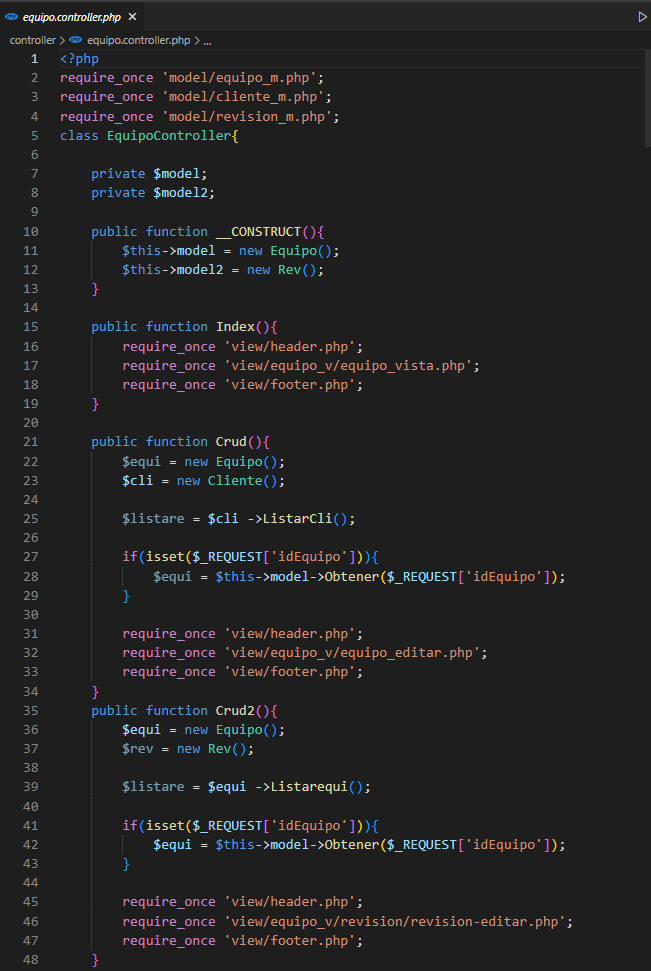 php equipo.controller.php ×
controller > php equipo.controller.php > ...
1 <?php
2 require_once 'model/equipo_m.php';
3 require_once 'model/cliente_m.php';
4 require_once 'model/revision_m.php';
5 class EquipoController{
6
7     private $model;
8     private $model2;
9
10     public function __CONSTRUCT(){
11         $this->model = new Equipo();
12         $this->model2 = new Rev();
13     }
14
15     public function Index(){
16         require_once 'view/header.php';
17         require_once 'view/equipo_v/equipo_vista.php';
18         require_once 'view/footer.php';
19     }
20
21     public function Crud(){
22         $equi = new Equipo();
23         $cli = new Cliente();
24
25         $listare = $cli ->ListarCli();
26
27         if(isset($_REQUEST['idEquipo'])){
28             $equi = $this->model->Obtener($_REQUEST['idEquipo']);
29         }
30
31         require_once 'view/header.php';
32         require_once 'view/equipo_v/equipo_editar.php';
33         require_once 'view/footer.php';
34     }
35     public function Crud2(){
36         $equi = new Equipo();
37         $rev = new Rev();
38
39         $listare = $equi ->Listarequi();
40
41         if(isset($_REQUEST['idEquipo'])){
42             $equi = $this->model->Obtener($_REQUEST['idEquipo']);
43         }
44
45         require_once 'view/header.php';
46         require_once 'view/equipo_v/revision/revision-editar.php';
47         require_once 'view/footer.php';
48     }